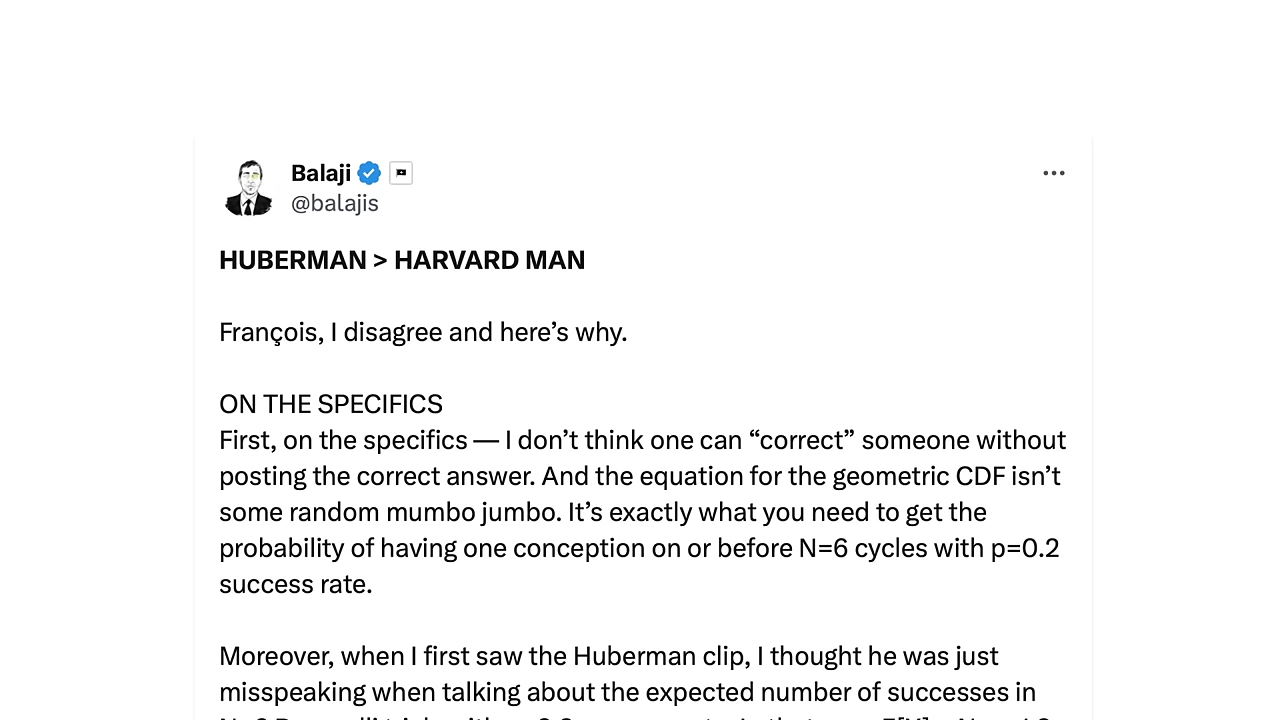 Balaji
@balajis
HUBERMAN > HARVARD MAN
François, I disagree and here’s why.
ON THE SPECIFICS
First, on the specifics — I don’t think one can “correct” someone without
posting the correct answer. And the equation for the geometric CDF isn’t
some random mumbo jumbo. It’s exactly what you need to get the
probability of having one conception on or before N=6 cycles with p=0.2
success rate.
Moreover, when I first saw the Huberman clip, I thought he was just
misspeaking when talking about the expected number of successes in